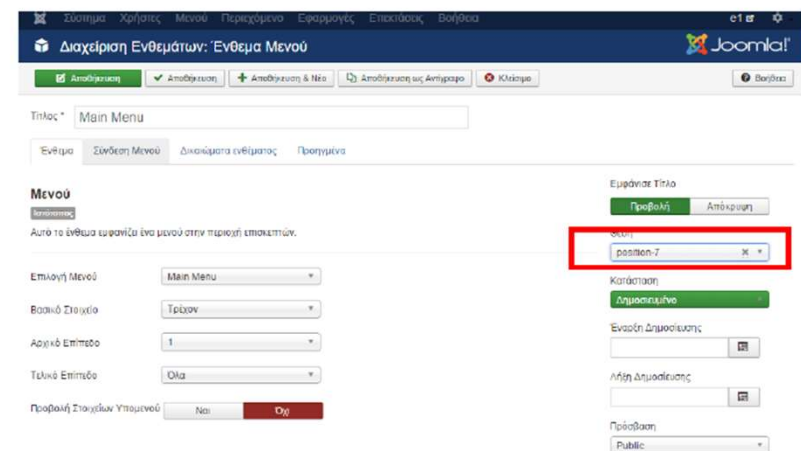 Σύστημα Χρήστες Μενού Περιεχόμενο Εφαρμογές Επεκτάσεις Βοήθεια e1
Διαχείριση Ενθεμάτων: Ένθεμα Μενού Joomla!
Αποθήκευση Αποθήκευση Αποθήκευση & Νέο Αποθήκευση ως Αντίγραφο Κλείσιμο Βοήθεια
Τίτλος * Main Menu
Ένθεμα Σύνδεση Μενού Δικαιώματα ενθέματος Προηγμένα
Μενού
Ιστότοπος
Αυτό το ένθεμα εμφανίζει ένα μενού στην περιοχή επισκεπτών.
Επιλογή Μενού Main Menu
Βασικό Στοιχείο Τρέχον
Αρχικό Επίπεδο 1
Τελικό Επίπεδο Όλα
Προβολή Στοιχείων Υπομενού Ναι Όχι
Εμφάνισε Τίτλο
Προβολή Απόκρυψη
Θέση
position-7
Κατάσταση
Δημοσιευμένο
Έναρξη Δημοσίευσης
Λήξη Δημοσίευσης
Πρόσβαση
Public